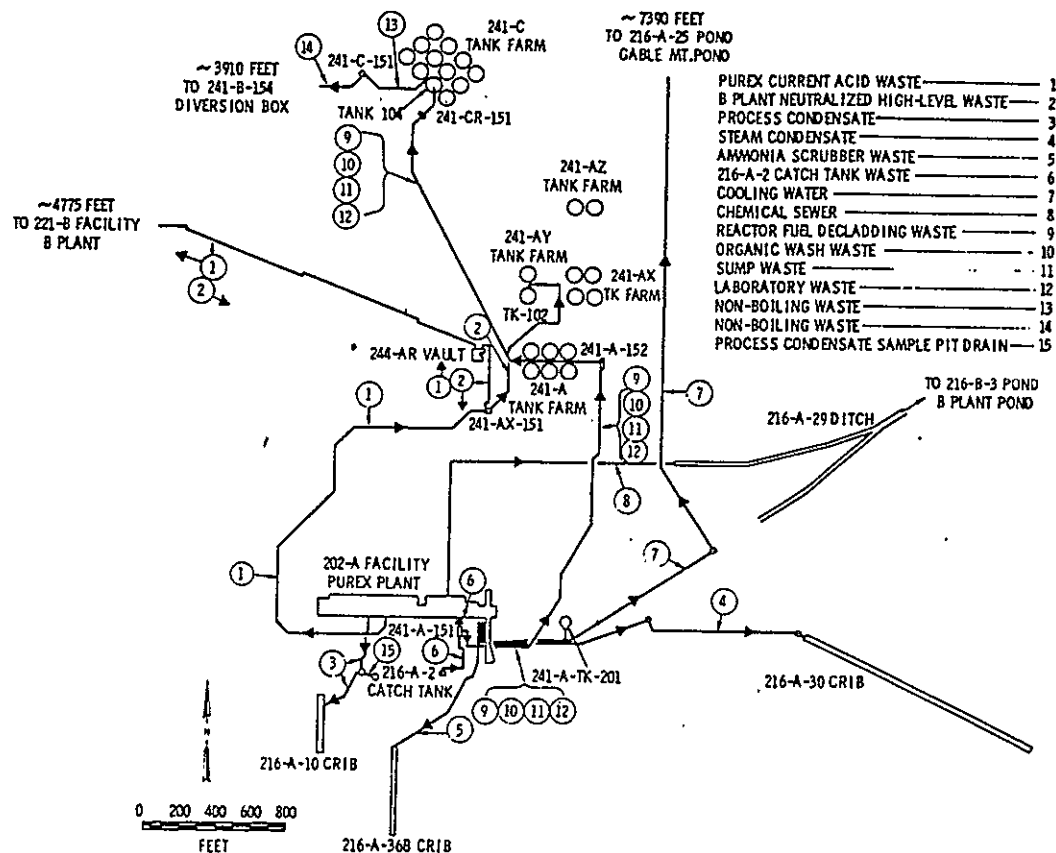 ~ 7390 FEET
TO 216-A-25 POND
GABLE MT.POND
241-C
TANK FARM
13
14
241-C-151
~ 3910 FEET
TO 241-B-154
DIVERSION BOX
TANK 104
241-CR-151
9
10
11
12
PUREX CURRENT ACID WASTE 1
B PLANT NEUTRALIZED HIGH-LEVEL WASTE 2
PROCESS CONDENSATE 3
STEAM CONDENSATE 4
AMMONIA SCRUBBER WASTE 5
216-A-2 CATCH TANK WASTE 6
COOLING WATER 7
CHEMICAL SEWER 8
REACTOR FUEL DECLADDING WASTE 9
ORGANIC WASH WASTE 10
SUMP WASTE 11
LABORATORY WASTE 12
NON-BOILING WASTE 13
NON-BOILING WASTE 14
PROCESS CONDENSATE SAMPLE PIT DRAIN 15
241-AZ
TANK FARM
~4775 FEET
TO 221-B FACILITY
B PLANT
1
2
241-AY
TANK FARM
241-AX
TK FARM
TK-102
2
244-AR VAULT
1
2
241-A-152
241-A
TANK FARM
241-AX-151
1
9
10
11
12
7
TO 216-B-3 POND
B PLANT POND
216-A-29 DITCH
8
1
202-A FACILITY
PUREX PLANT
6
7
4
241-A-151
15
3
6
216-A-2
CATCH TANK
241-A-TK-201
9 10 11 12
216-A-30 CRIB
5
N
216-A-10 CRIB
0 200 400 600 800
FEET
216-A-36B CRIB